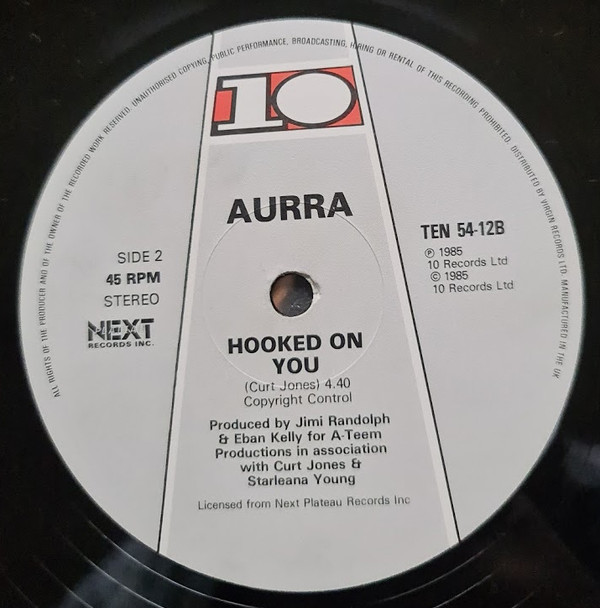 ALL RIGHTS OF THE PRODUCER AND OF THE OWNER OF THE RECORDED WORK RESERVED. UNAUTHORISED COPYING, PUBLIC PERFORMANCE, BROADCASTING, HIRING OR RENTAL OF THIS RECORDING PROHIBITED. DISTRIBUTED BY VIRGIN RECORDS LTD. MANUFACTURED IN THE UK
10
AURRA
SIDE 2
45 RPM
STEREO
NEXT
RECORDS INC.
TEN 54-12B
℗ 1985
10 Records Ltd
© 1985
10 Records Ltd
HOOKED ON
YOU
(Curt Jones) 4.40
Copyright Control
Produced by Jimi Randolph
& Eban Kelly for A-Teem
Productions in association
with Curt Jones &
Starleana Young
Licensed from Next Plateau Records Inc